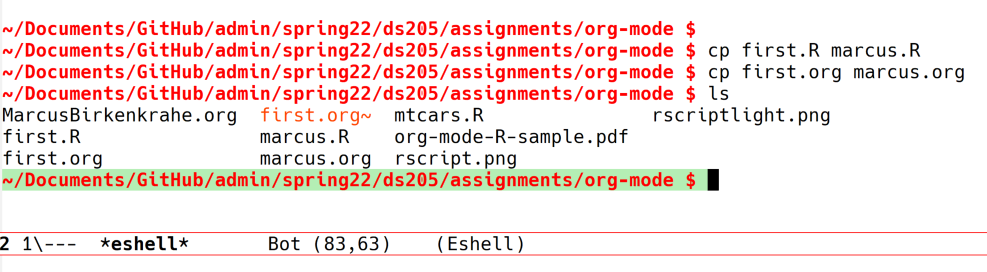 ~/Documents/GitHub/admin/spring22/ds205/assignments/org-mode $
~/Documents/GitHub/admin/spring22/ds205/assignments/org-mode $ cp first.R marcus.R
~/Documents/GitHub/admin/spring22/ds205/assignments/org-mode $ cp first.org marcus.org
~/Documents/GitHub/admin/spring22/ds205/assignments/org-mode $ ls
MarcusBirkenkrahe.org  first.org~  mtcars.R               rscriptlight.png
first.R                marcus.R    org-mode-R-sample.pdf
first.org              marcus.org  rscript.png
~/Documents/GitHub/admin/spring22/ds205/assignments/org-mode $
2 1\---  *eshell*       Bot (83,63)    (Eshell)